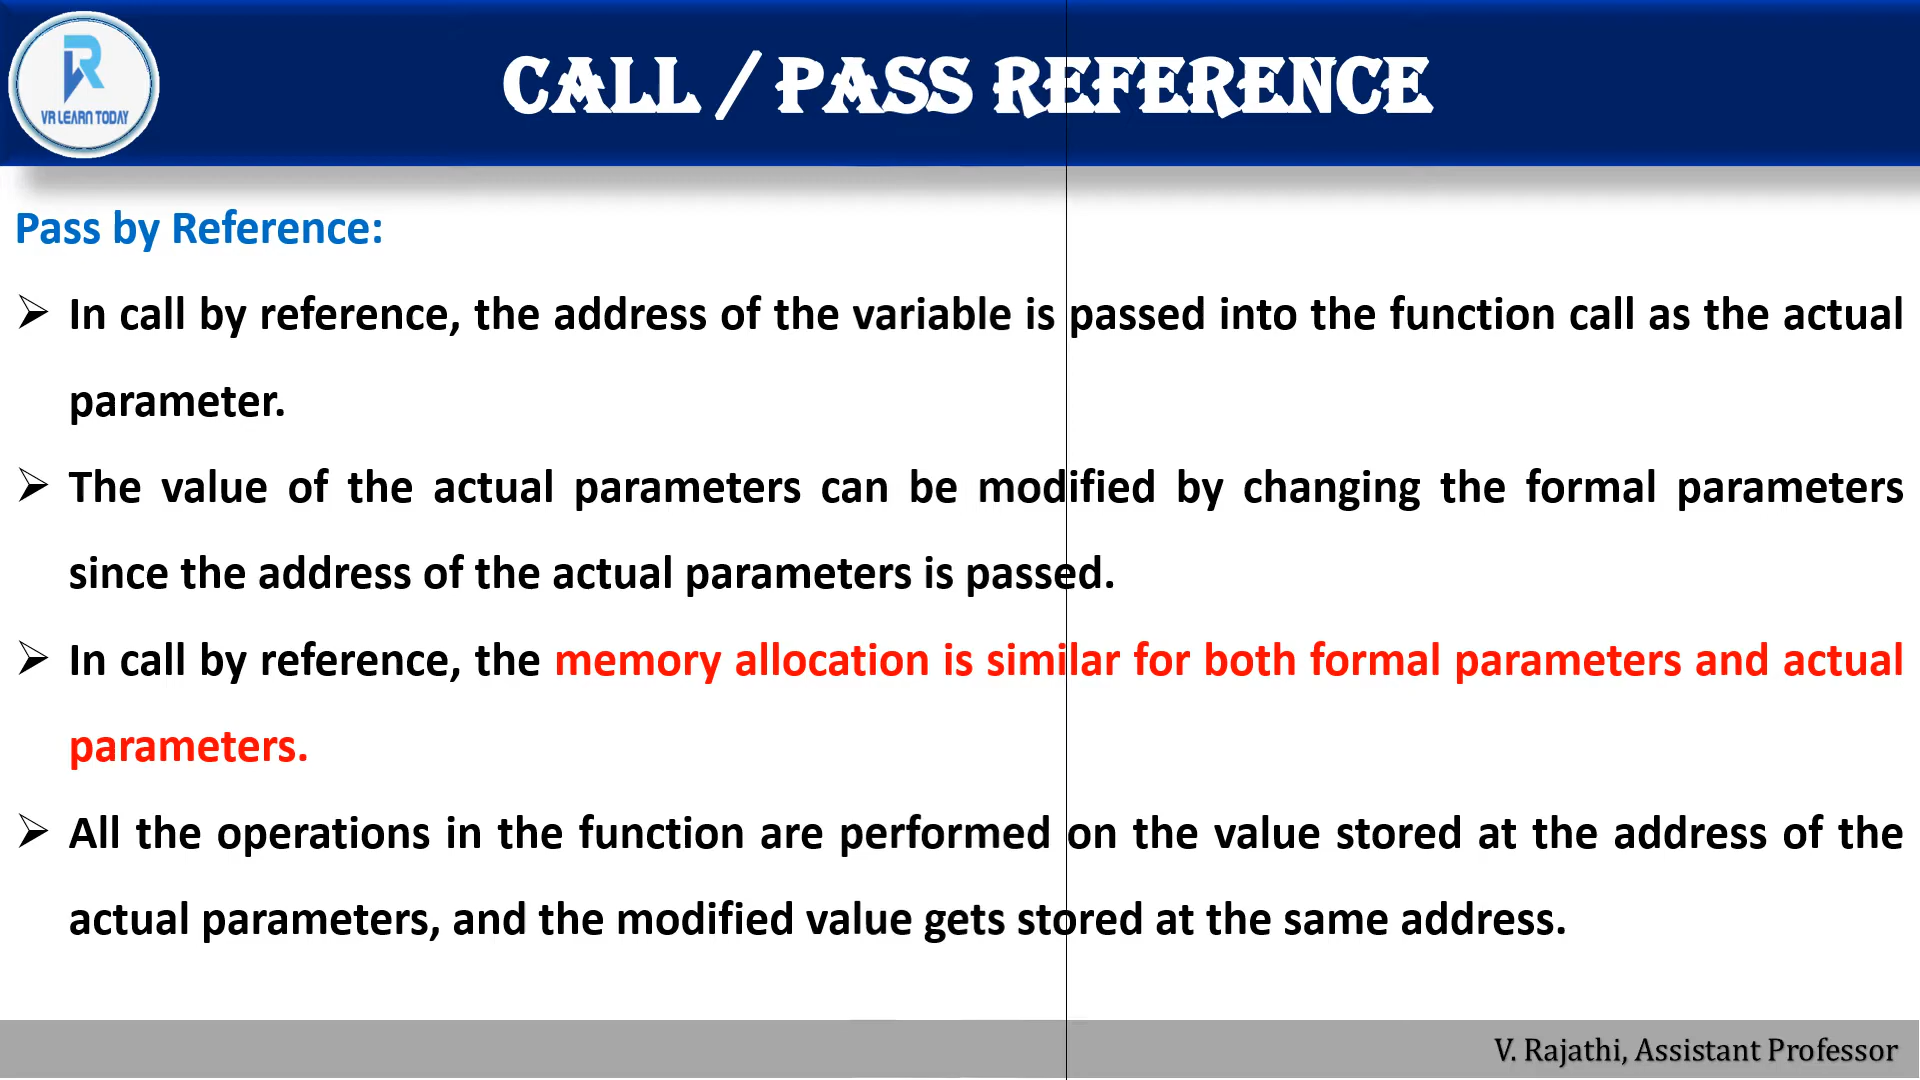 VR LEARN TODAY
CALL / PASS REFERENCE
Pass by Reference:
➢ In call by reference, the address of the variable is passed into the function call as the actual
parameter.
➢ The value of the actual parameters can be modified by changing the formal parameters
since the address of the actual parameters is passed.
➢ In call by reference, the memory allocation is similar for both formal parameters and actual
parameters.
➢ All the operations in the function are performed on the value stored at the address of the
actual parameters, and the modified value gets stored at the same address.
V. Rajathi, Assistant Professor